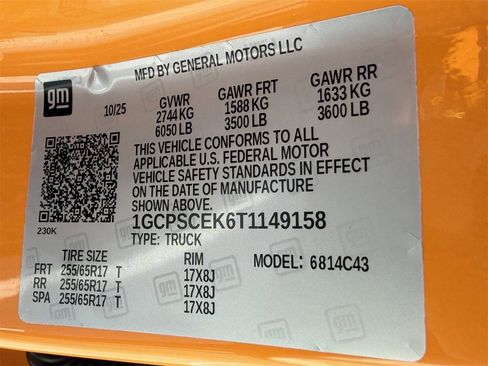 MFD BY GENERAL MOTORS LLC
gm
10/25 GVWR GAWR FRT GAWR RR
2744 KG 1588 KG 1633 KG
6050 LB 3500 LB 3600 LB
THIS VEHICLE CONFORMS TO ALL
APPLICABLE U.S. FEDERAL MOTOR
VEHICLE SAFETY STANDARDS IN EFFECT
ON THE DATE OF MANUFACTURE
SHOWN ABOVE.
230K
1GCPSCEK6T1149158
TYPE: TRUCK
TIRE SIZE RIM MODEL: 6814C43
FRT 255/65R17 T 17X8J
RR 255/65R17 T 17X8J
SPA 255/65R17 T 17X8J